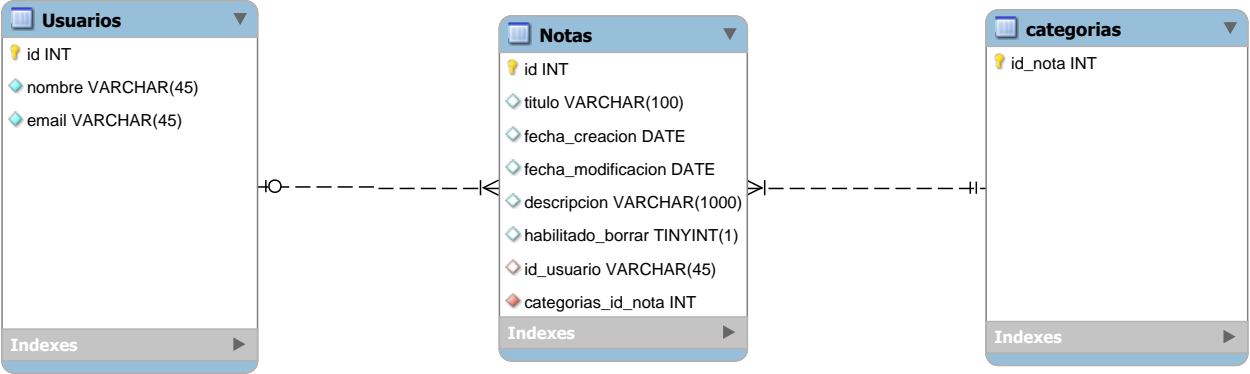 Usuarios
id INT
nombre VARCHAR(45)
email VARCHAR(45)
Indexes
Notas
id INT
titulo VARCHAR(100)
fecha_creacion DATE
fecha_modificacion DATE
descripcion VARCHAR(1000)
habilitado_borrar TINYINT(1)
id_usuario VARCHAR(45)
categorias_id_nota INT
Indexes
categorias
id_nota INT
Indexes